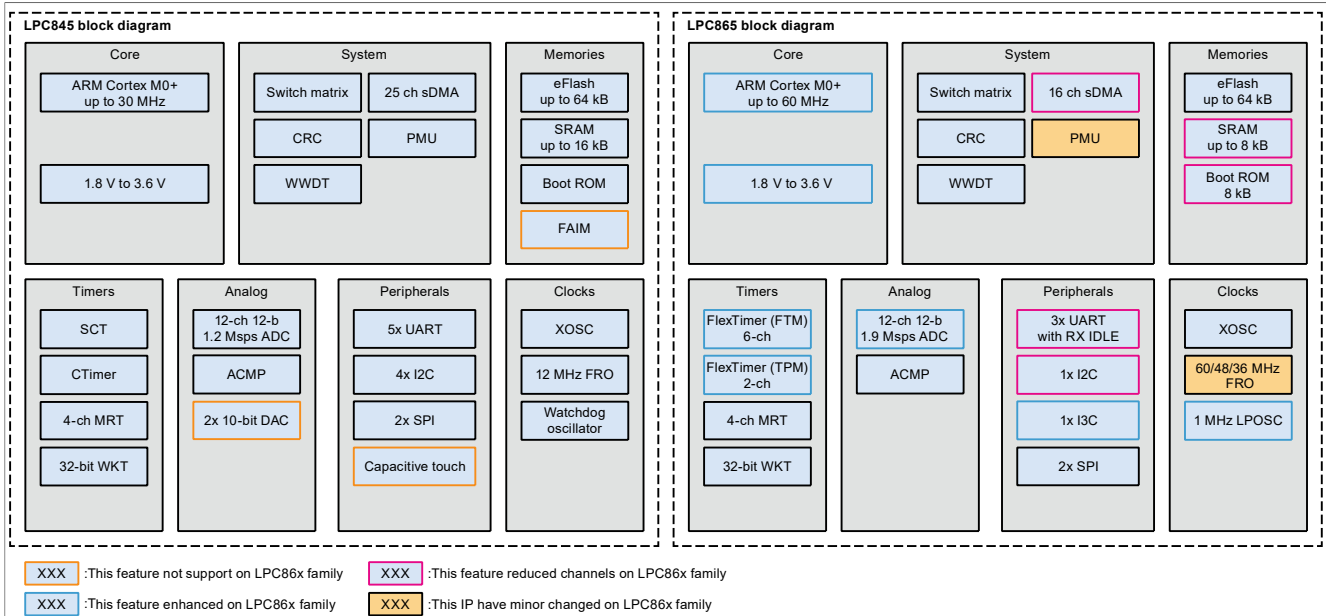 LPC845 block diagram
Core
ARM Cortex M0+
up to 30 MHz
1.8 V to 3.6 V
System
Switch matrix
25 ch sDMA
CRC
PMU
WWDT
Memories
eFlash
up to 64 kB
SRAM
up to 16 kB
Boot ROM
FAIM
Timers
SCT
CTimer
4-ch MRT
32-bit WKT
Analog
12-ch 12-b
1.2 Msps ADC
ACMP
2x 10-bit DAC
Peripherals
5x UART
4x I2C
2x SPI
Capacitive touch
Clocks
XOSC
12 MHz FRO
Watchdog
oscillator
LPC865 block diagram
Core
ARM Cortex M0+
up to 60 MHz
1.8 V to 3.6 V
System
Switch matrix
16 ch sDMA
CRC
PMU
WWDT
Memories
eFlash
up to 64 kB
SRAM
up to 8 kB
Boot ROM
8 kB
Timers
FlexTimer (FTM)
6-ch
FlexTimer (TPM)
2-ch
4-ch MRT
32-bit WKT
Analog
12-ch 12-b
1.9 Msps ADC
ACMP
Peripherals
3x UART
with RX IDLE
1x I2C
1x I3C
2x SPI
Clocks
XOSC
60/48/36 MHz
FRO
1 MHz LPOSC
XXX :This feature not support on LPC86x family
XXX :This feature reduced channels on LPC86x family
XXX :This feature enhanced on LPC86x family
XXX :This IP have minor changed on LPC86x family